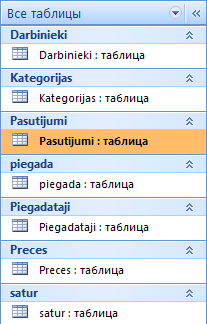 Все таблицы
Darbinieki
Darbinieki : таблица
Kategorijas
Kategorijas : таблица
Pasutijumi
Pasutijumi : таблица
piegada
piegada : таблица
Piegadataji
Piegadataji : таблица
Preces
Preces : таблица
satur
satur : таблица